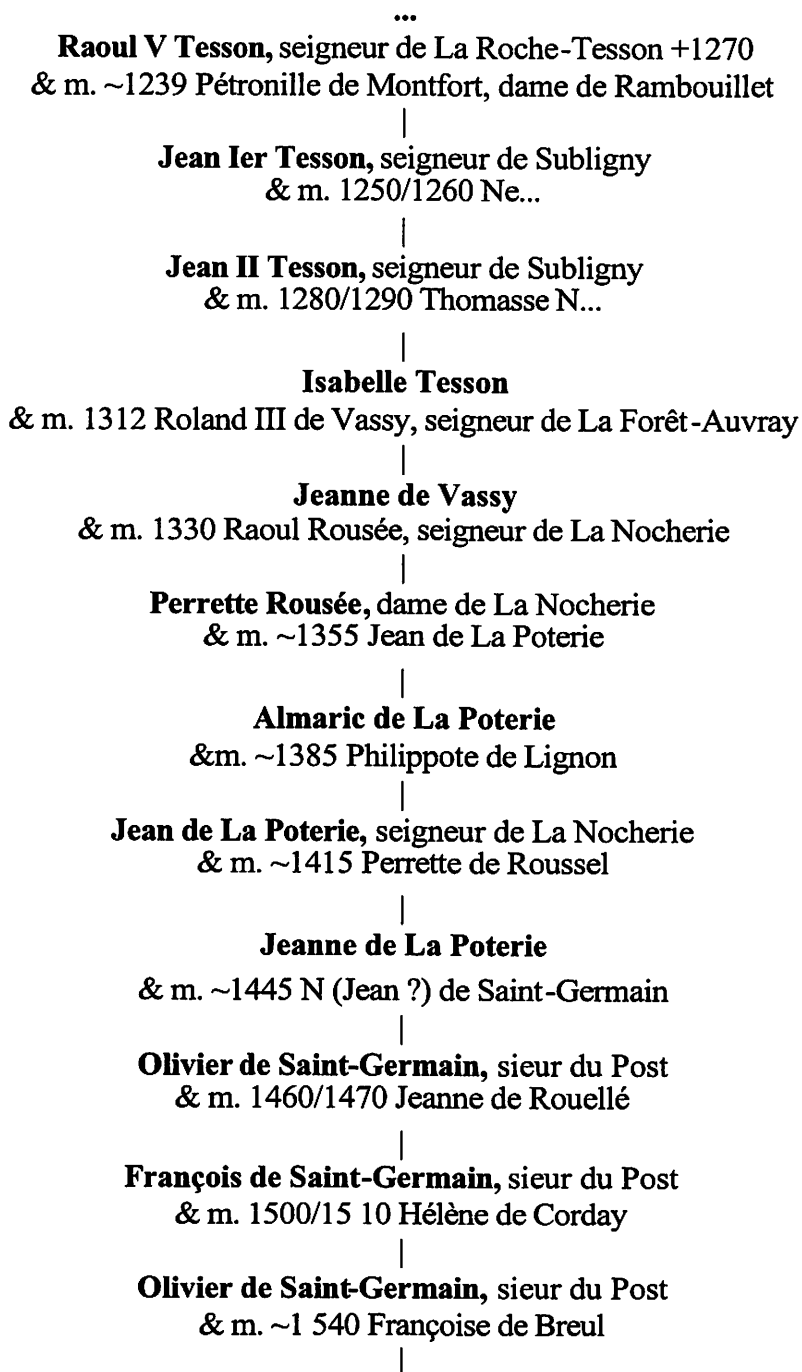 ...
Raoul V Tesson, seigneur de La Roche-Tesson +1270
& m. ~1239 Pétronille de Montfort, dame de Rambouillet
Jean Ier Tesson, seigneur de Subligny
& m. 1250/1260 Ne...
Jean II Tesson, seigneur de Subligny
& m. 1280/1290 Thomasse N...
Isabelle Tesson
& m. 1312 Roland III de Vassy, seigneur de La Forêt-Auvray
Jeanne de Vassy
& m. 1330 Raoul Rousée, seigneur de La Nocherie
Perrette Rousée, dame de La Nocherie
& m. ~1355 Jean de La Poterie
Almaric de La Poterie
&m. ~1385 Philippote de Lignon
Jean de La Poterie, seigneur de La Nocherie
& m. ~1415 Perrette de Roussel
Jeanne de La Poterie
& m. ~1445 N (Jean ?) de Saint-Germain
Olivier de Saint-Germain, sieur du Post
& m. 1460/1470 Jeanne de Rouellé
François de Saint-Germain, sieur du Post
& m. 1500/15 10 Hélène de Corday
Olivier de Saint-Germain, sieur du Post
& m. ~1 540 Françoise de Breul